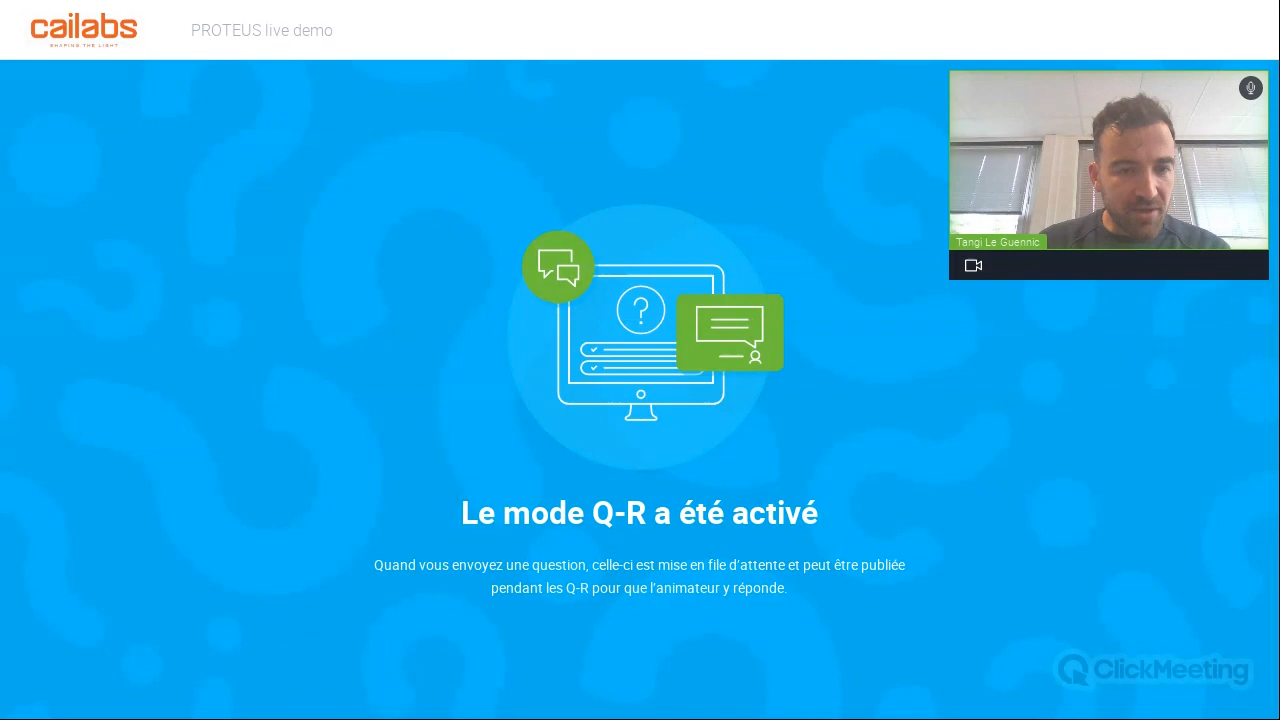 cailabs
SHAPING THE LIGHT
PROTEUS live demo
Tangi Le Guennic
Le mode Q-R a été activé
Quand vous envoyez une question, celle-ci est mise en file d'attente et peut être publiée
pendant les Q-R pour que l'animateur y réponde.
ClickMeeting